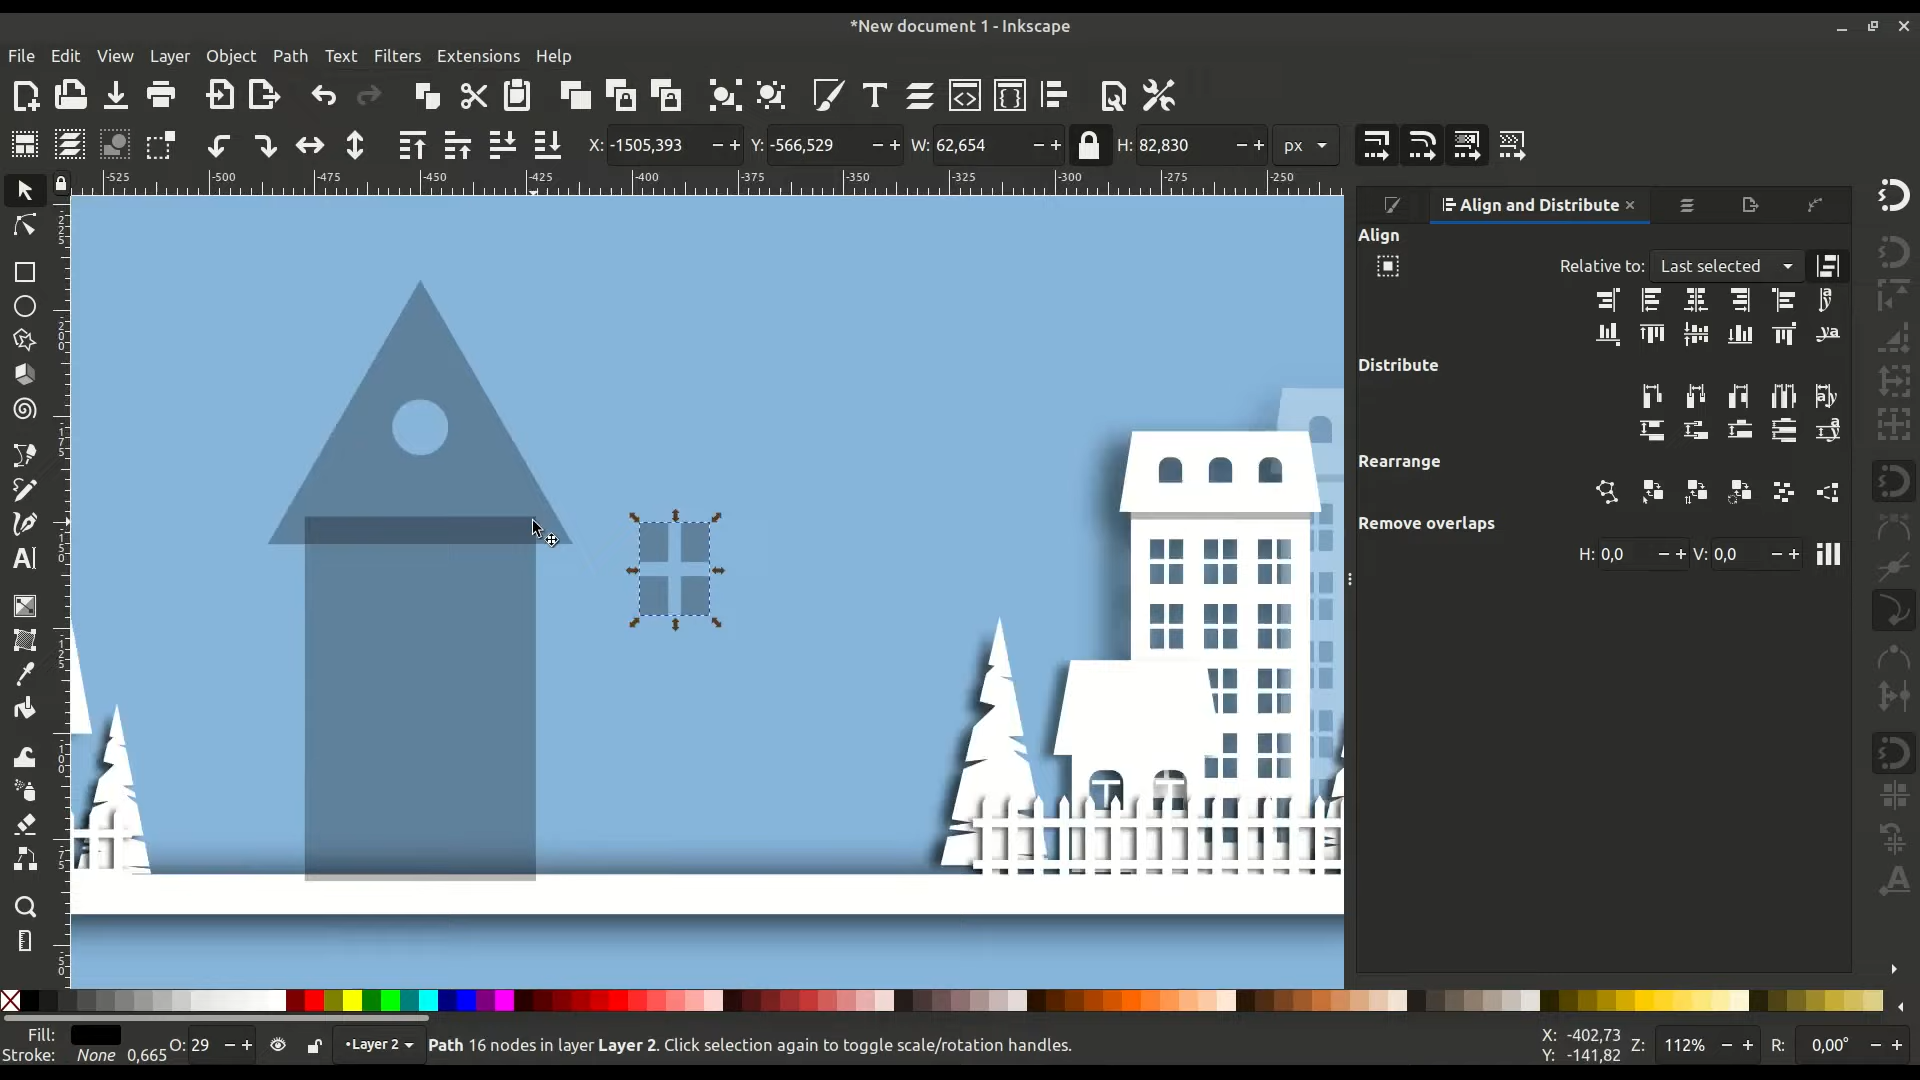 *New document 1 - Inkscape
File Edit View Layer Object Path Text Filters Extensions Help
X: -1505,393 Y: -566,529 W: 62,654 H: 82,830 px
-525 -500 -475 -450 -425 -400 -375 -350 -325 -300 -275 -250
Align and Distribute
Align
Relative to: Last selected
Distribute
Rearrange
Remove overlaps
H: 0,0 V: 0,0
Fill:
Stroke: None 0,665 O: 29 •Layer 2 Path 16 nodes in layer Layer 2. Click selection again to toggle scale/rotation handles.
X: -402,73
Y: -141,82
Z: 112% R: 0,00°